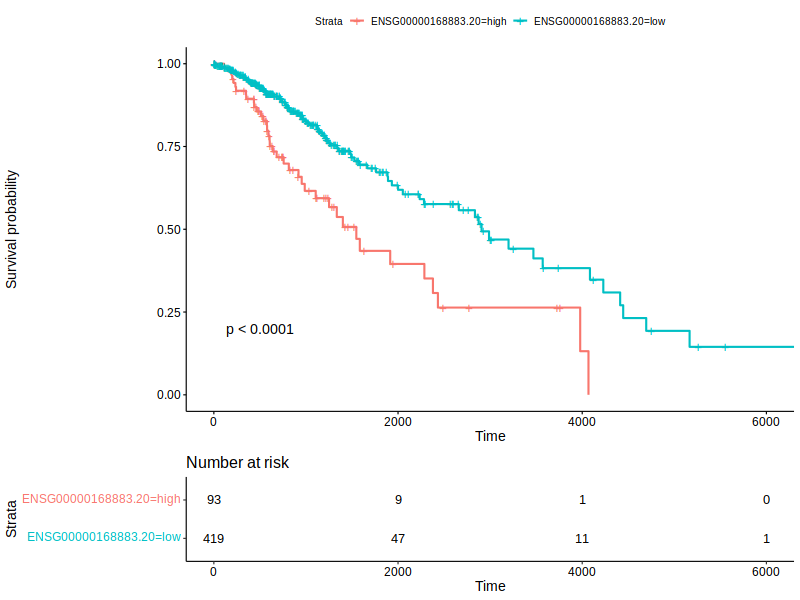 Strata ENSG00000168883.20=high ENSG00000168883.20=low
Survival probability
1.00
0.75
0.50
0.25
0.00
p < 0.0001
0 2000 4000 6000
Time
Number at risk
Strata
ENSG00000168883.20=high 93 9 1 0
ENSG00000168883.20=low 419 47 11 1
0 2000 4000 6000
Time